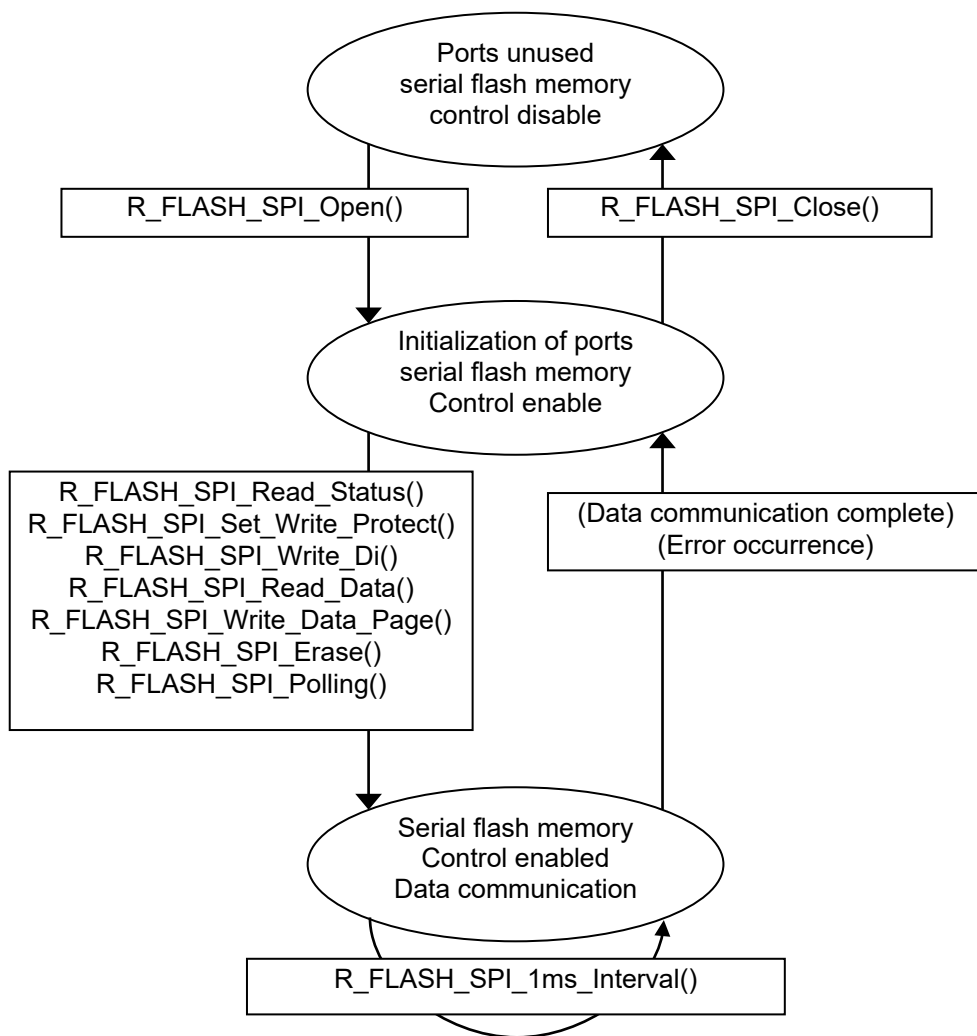 Ports unused
serial flash memory
control disable
R_FLASH_SPI_Open()
R_FLASH_SPI_Close()
Initialization of ports
serial flash memory
Control enable
R_FLASH_SPI_Read_Status()
R_FLASH_SPI_Set_Write_Protect()
R_FLASH_SPI_Write_Di()
R_FLASH_SPI_Read_Data()
R_FLASH_SPI_Write_Data_Page()
R_FLASH_SPI_Erase()
R_FLASH_SPI_Polling()
(Data communication complete)
(Error occurrence)
Serial flash memory
Control enabled
Data communication
R_FLASH_SPI_1ms_Interval()